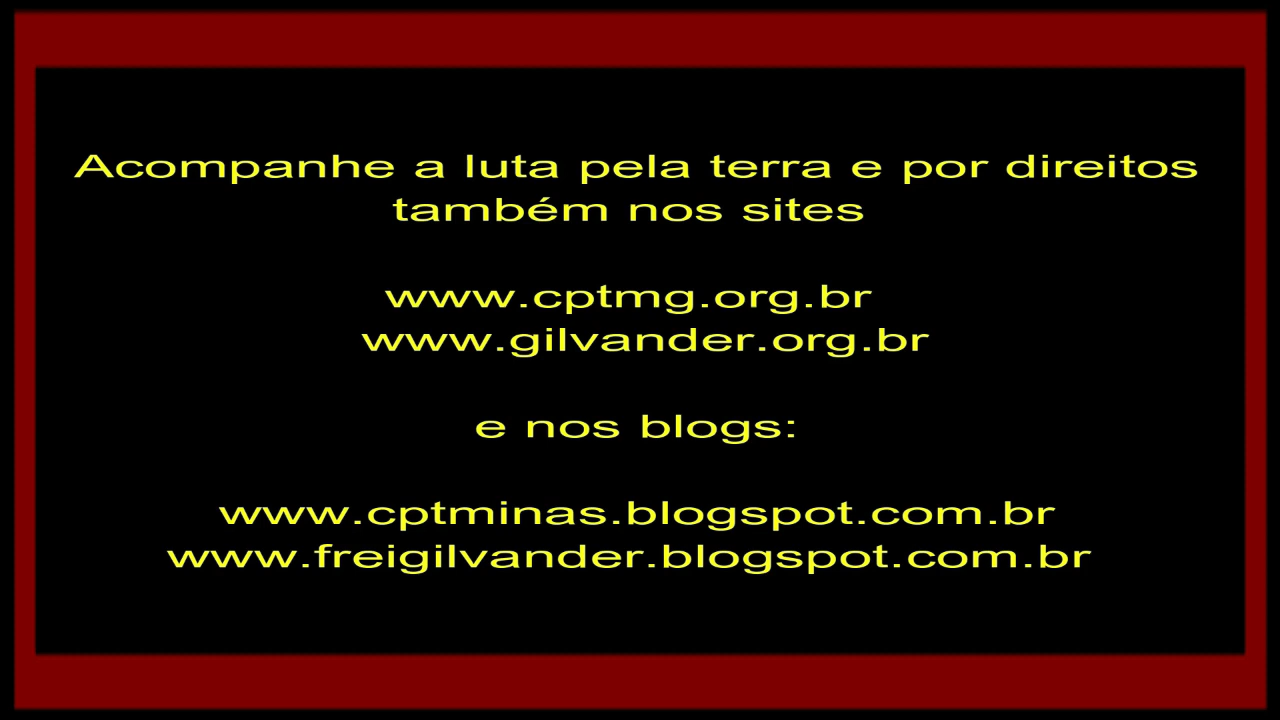 Acompanhe a luta pela terra e por direitos
também nos sites
www.cptmg.org.br
www.gilvander.org.br
e nos blogs:
www.cptminas.blogspot.com.br
www.freigilvander.blogspot.com.br